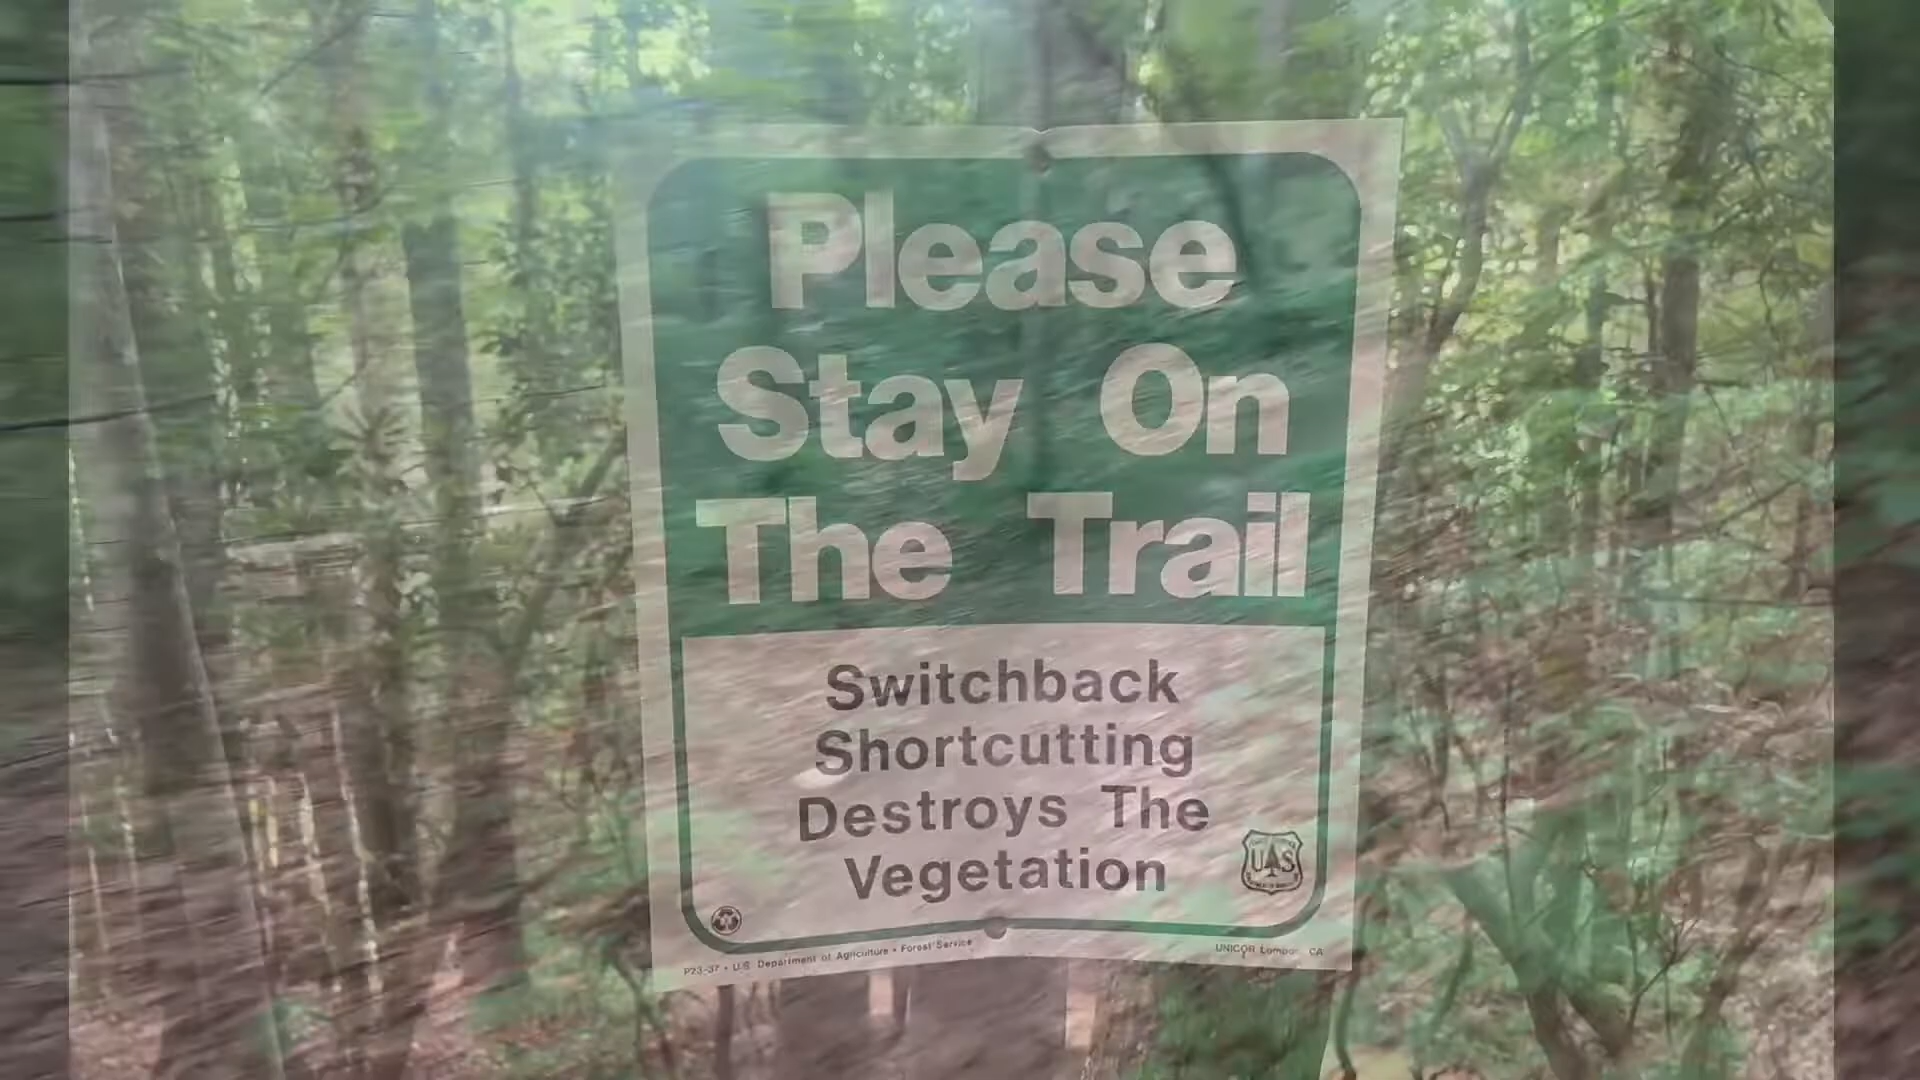 Please
Stay On
The Trail
Switchback
Shortcutting
Destroys The
Vegetation
UAS
P23-37 • U.S. Department of Agriculture • Forest Service
UNICOR Lompoc, CA